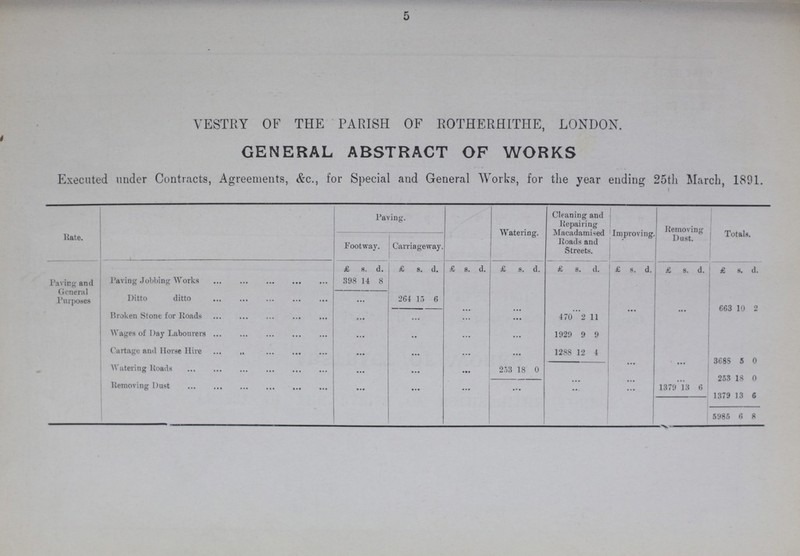 5
VESTRY OF THE PARISH OF ROTHERHITHE, LONDON.
GENERAL ABSTRACT OF WORKS
Executed under Contracts, Agreements, &c., for Special and General Works, for the year ending 25th March, 1891.
Rate. Paving. Watering. Cleaning and Repairing Macadamised Roads and Streets. Improving. Removing Dust. Totals.
Footway. Carriageway.
£ s. d. £ s. d. £ s. d. £ s. d. £ s. d. £ s. d. £ s. d. £ s. d.
Paving and General Purposes Paving Jobbing Works ... ... ... ... ... 398 14 8
Ditto ditto ... ... ... ... ... ... 264 15 6
... ... ... ... ... 663 10 2
Broken Stone for Roads ... ... ... ... ... ... ... ... ... 470 2 11
Wages of Day Labourers ... ... ... ... ... ... .. ... ... 1929 9 9
Cartage and Horse Hire ... .. ... ... ... ... ... ... ... 1288 12 4
... ... 3688 5 0
Watering Roads ... ... ... ... ... ... ... ... ... 253 18 0
... ... ... 253 18 0
Removing Dust ... ... ... ... ... ... ... ... ... ... .. ... 1379 13 6
1379 13 6
5985 6 8